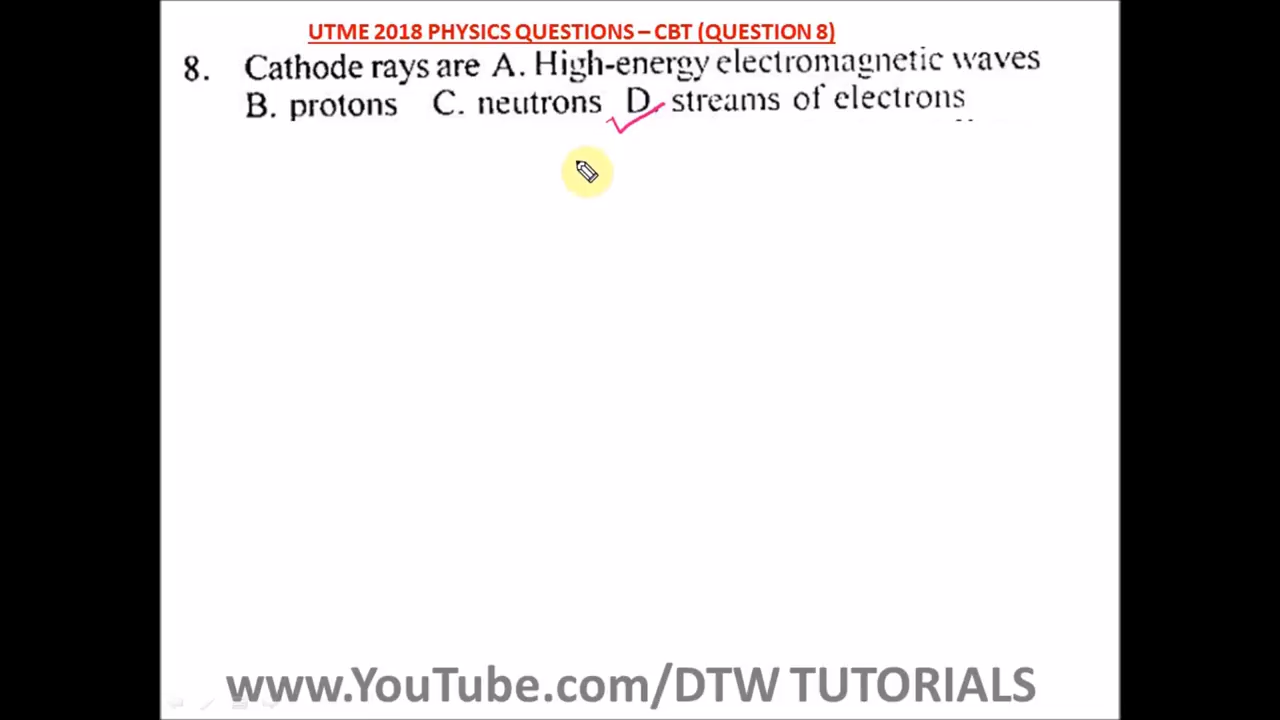 UTME 2018 PHYSICS QUESTIONS – CBT (QUESTION 8)
8. Cathode rays are A. High-energy electromagnetic waves
B. protons C. neutrons D. streams of electrons
www.YouTube.com/DTW TUTORIALS